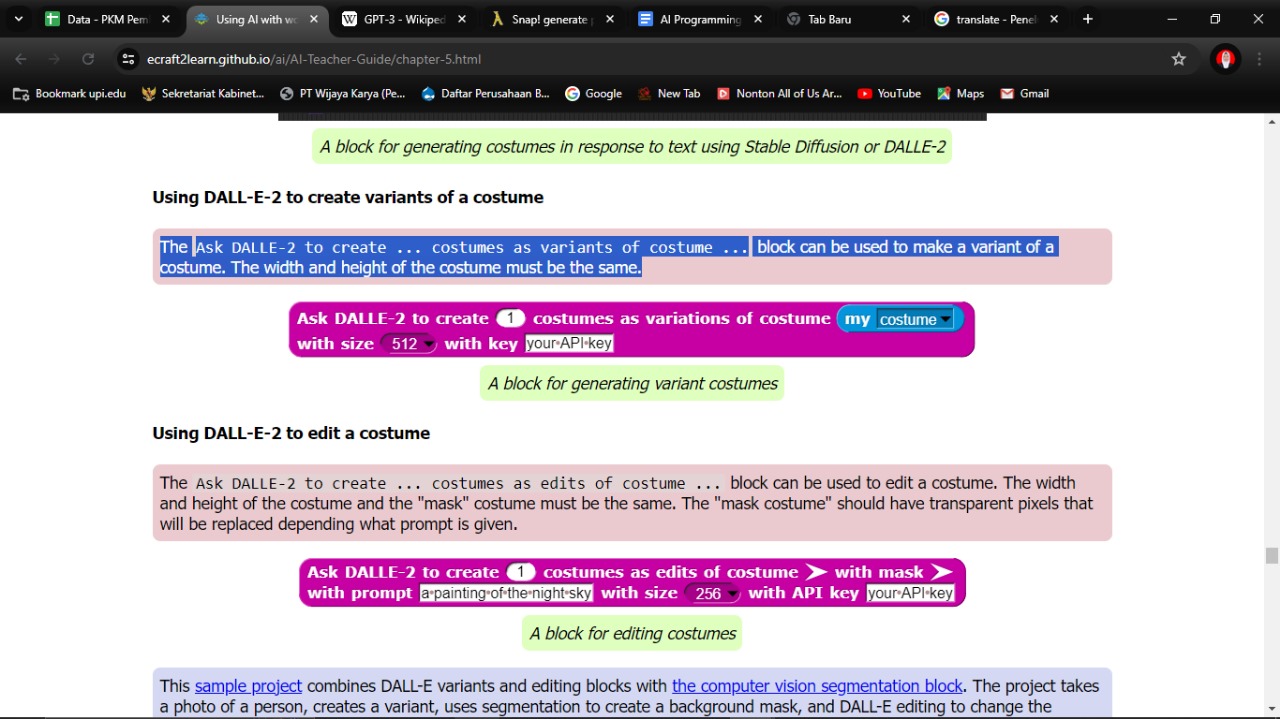 Data - PKM Pem
Using AI with wo
GPT-3 - Wikiped
Snap! generate p
AI Programming
Tab Baru
translate - Penel
ecraft2learn.github.io/ai/AI-Teacher-Guide/chapter-5.html
Bookmark upi.edu
Sekretariat Kabinet...
PT Wijaya Karya (Pe...
Daftar Perusahaan B...
Google
New Tab
Nonton All of Us Ar...
YouTube
Maps
Gmail
A block for generating costumes in response to text using Stable Diffusion or DALLE-2
Using DALL-E-2 to create variants of a costume
The Ask DALLE-2 to create ... costumes as variants of costume ... block can be used to make a variant of a
costume. The width and height of the costume must be the same.
Ask DALLE-2 to create 1 costumes as variations of costume my costume
with size 512 with key your API key
A block for generating variant costumes
Using DALL-E-2 to edit a costume
The Ask DALLE-2 to create ... costumes as edits of costume ... block can be used to edit a costume. The width
and height of the costume and the "mask" costume must be the same. The "mask costume" should have transparent pixels that
will be replaced depending what prompt is given.
Ask DALLE-2 to create 1 costumes as edits of costume with mask
with prompt a painting of the night sky with size 256 with API key your API key
A block for editing costumes
This sample project combines DALL-E variants and editing blocks with the computer vision segmentation block. The project takes
a photo of a person, creates a variant, uses segmentation to create a background mask, and DALL-E editing to change the